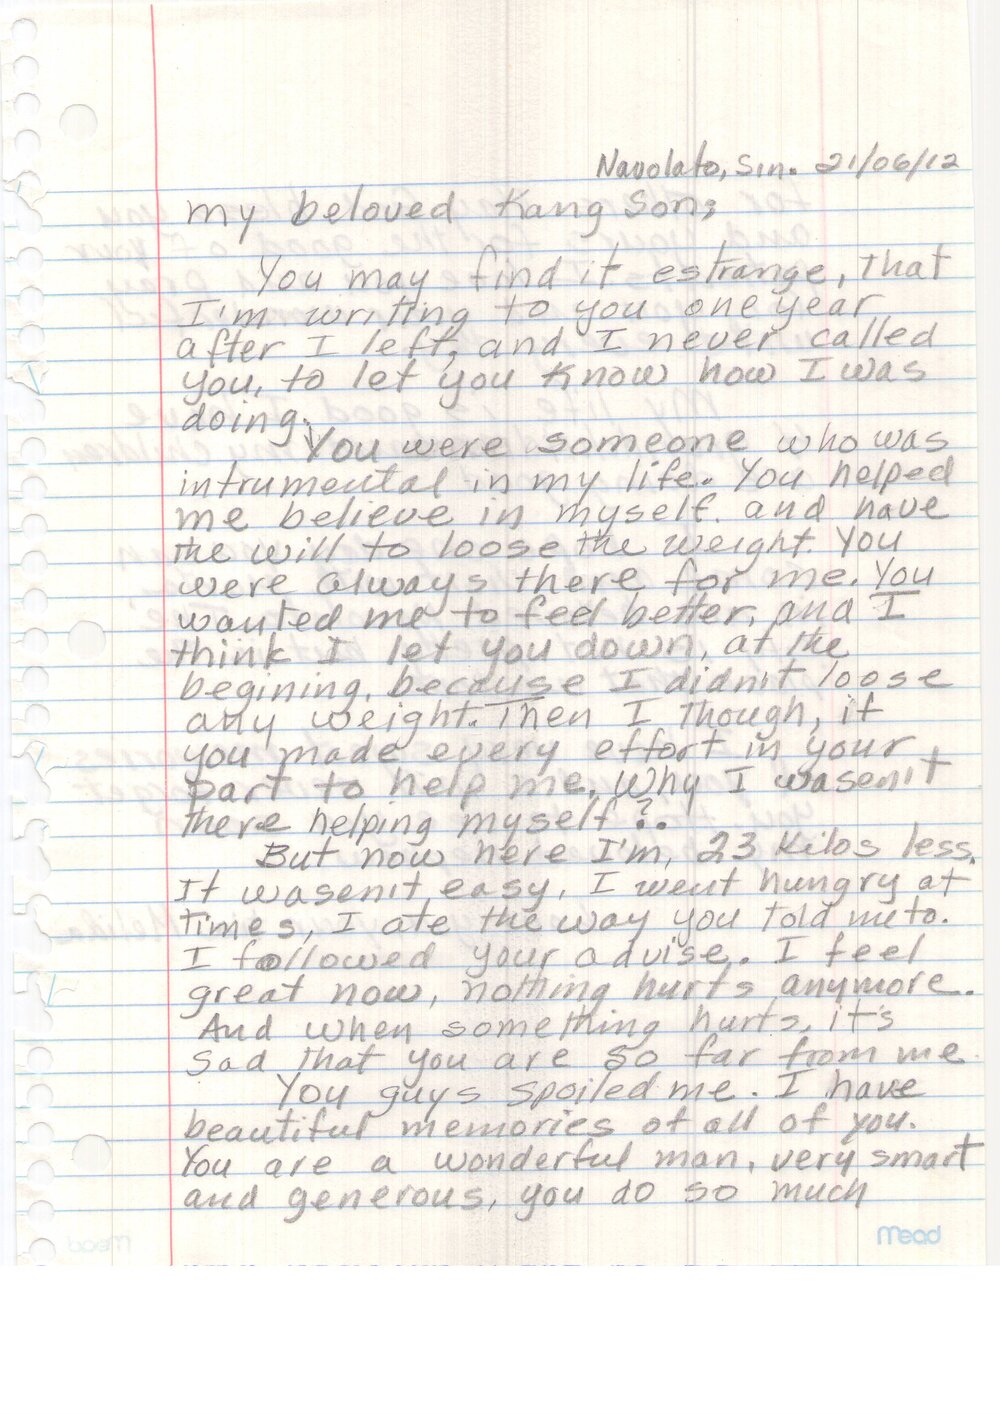 Navolato, Sin. 21/06/12
my beloved Kang Son;
You may find it estrange, that
I'm writing to you one year
after I left, and I never called
you, to let you know how I was
doing.
You were someone who was
intrumental in my life. You helped
me believe in myself. and have
the will to loose the weight. You
were always there for me. You
wanted me to feel better, and I
think I let you down, at the
begining, because I didn't loose
any weight. Then I though, if
you made every effort in your
part to help me, Why I wasen't
there helping myself?.
But now here I'm, 23 Kilos less.
It wasen't easy, I went hungry at
times, I ate the way you told me to.
I followed your advise. I feel
great now, nothing hurts anymore.
And when something hurts, it's
sad that you are so far from me
You guys spoiled me. I have
beautiful memories of all of you.
You are a wonderful man, very smart
and generous, you do so much
Mead